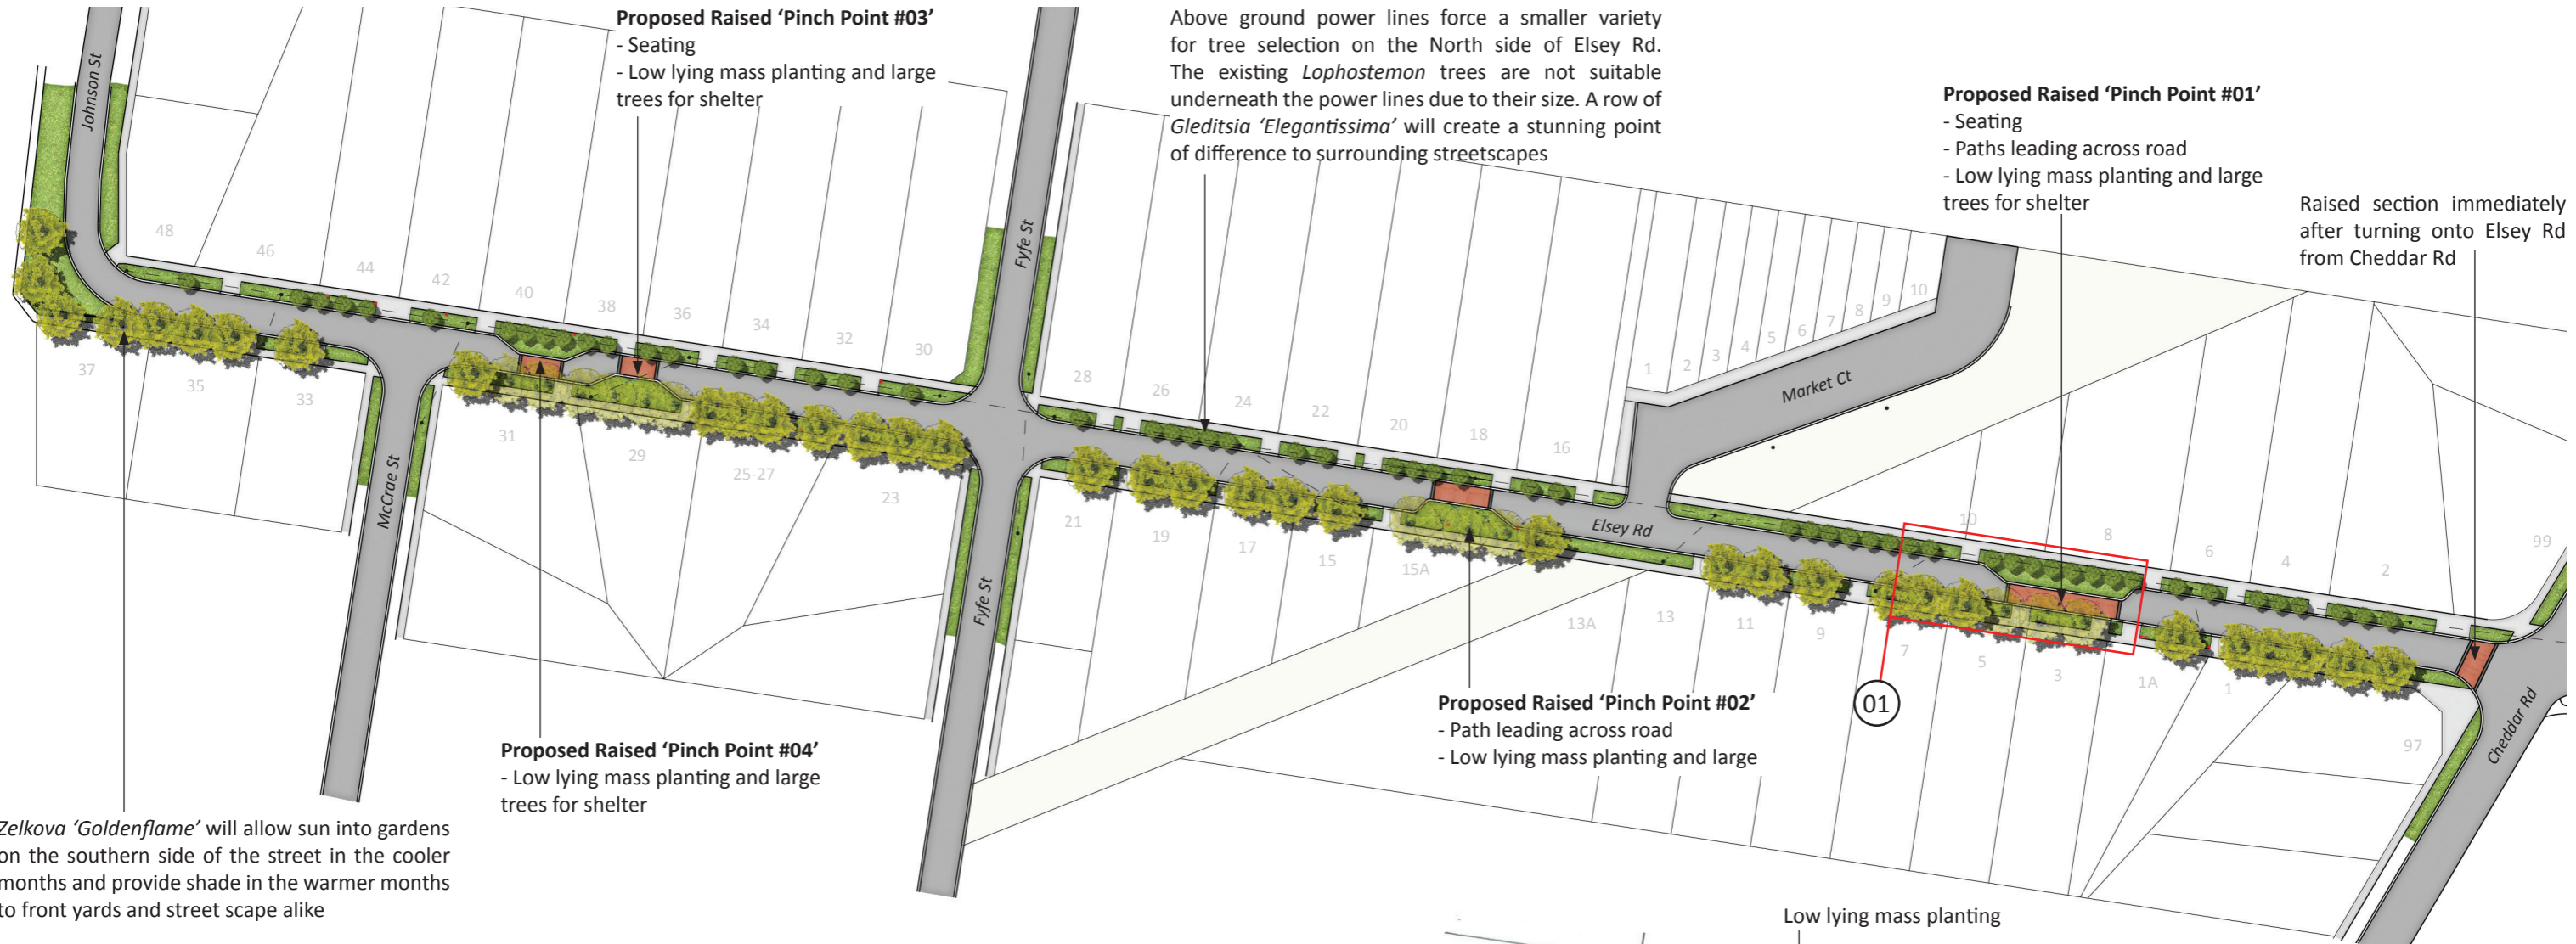 Proposed Raised ‘Pinch Point #03’
- Seating
- Low lying mass planting and large
trees for shelter
Above ground power lines force a smaller variety
for tree selection on the North side of Elsey Rd.
The existing Lophostemon trees are not suitable
underneath the power lines due to their size. A row of
Gleditsia ‘Elegantissima’ will create a stunning point
of difference to surrounding streetscapes
Proposed Raised ‘Pinch Point #01’
- Seating
- Paths leading across road
- Low lying mass planting and large
trees for shelter
Raised section immediately
after turning onto Elsey Rd
from Cheddar Rd
Johnson St
Fyfe St
48
46
44
42
40
38
36
34
32
30
28
26
24
22
20
18
16
1
2
3
4
5
6
7
8
9
10
Market Ct
10
8
6
4
2
99
Elsey Rd
37
35
33
McCrae St
31
29
25-27
23
Fyfe St
21
19
17
15
15A
13A
13
11
9
7
5
3
1A
1
97
Cheddar Rd
01
Proposed Raised ‘Pinch Point #02’
- Path leading across road
- Low lying mass planting and large
Proposed Raised ‘Pinch Point #04’
- Low lying mass planting and large
trees for shelter
Zelkova ‘Goldenflame’ will allow sun into gardens
on the southern side of the street in the cooler
months and provide shade in the warmer months
to front yards and street scape alike
Low lying mass planting